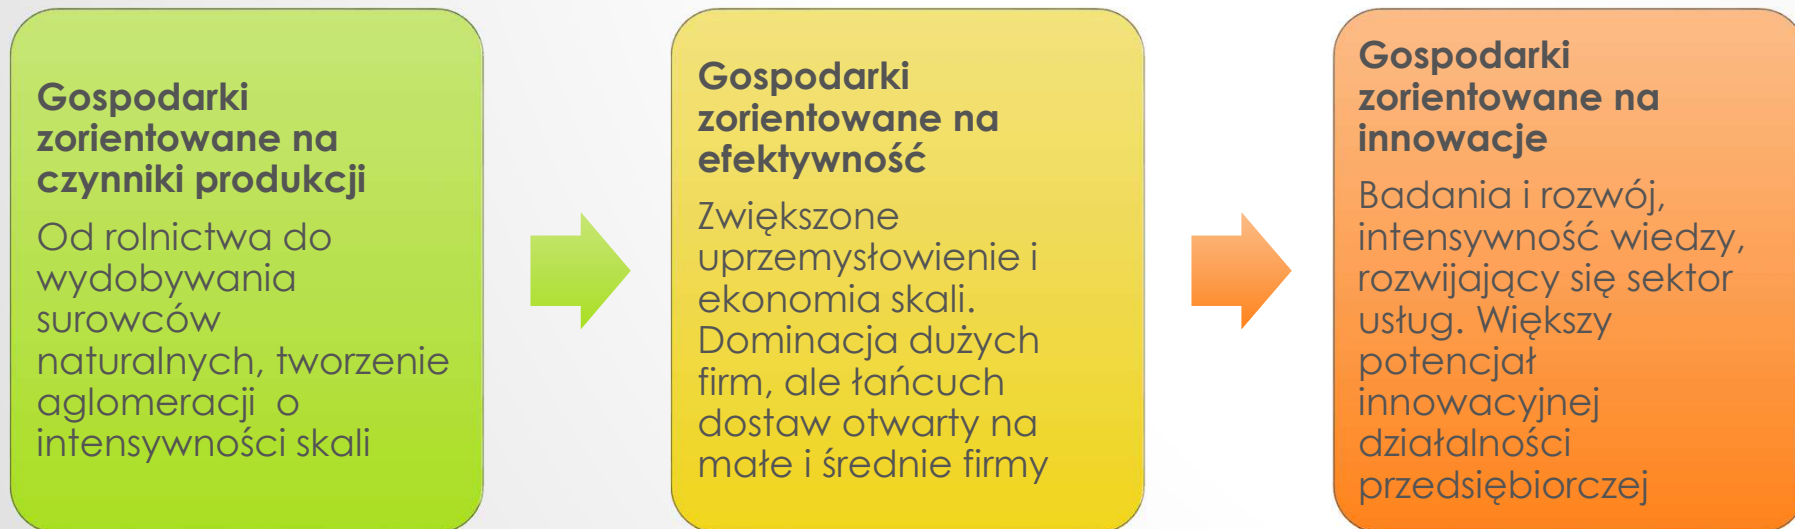 Gospodarki
zorientowane na
czynniki produkcji
Od rolnictwa do
wydobywania
surowców
naturalnych, tworzenie
aglomeracji o
intensywności skali
Gospodarki
zorientowane na
efektywność
Zwiększone
uprzemysłowienie i
ekonomia skali.
Dominacja dużych
firm, ale łańcuch
dostaw otwarty na
małe i średnie firmy
Gospodarki
zorientowane na
innowacje
Badania i rozwój,
intensywność wiedzy,
rozwijający się sektor
usług. Większy
potencjał
innowacyjnej
działalności
przedsiębiorczej